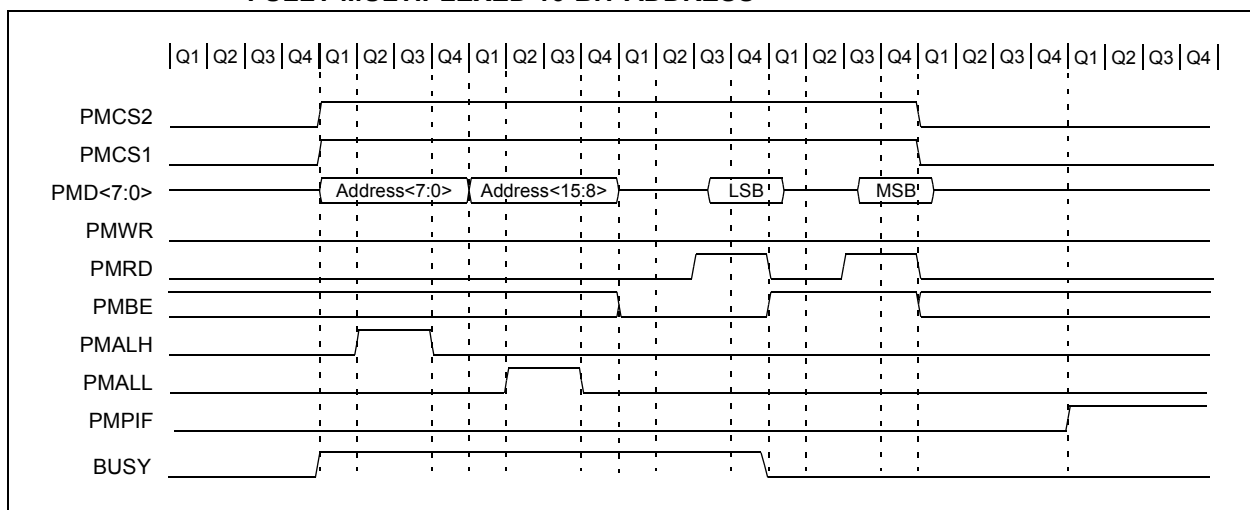 FULLY MULTIPLEXED 16-BIT ADDRESS
Q1 Q2 Q3 Q4 Q1 Q2 Q3 Q4 Q1 Q2 Q3 Q4 Q1 Q2 Q3 Q4 Q1 Q2 Q3 Q4 Q1 Q2 Q3 Q4 Q1 Q2 Q3 Q4
PMCS2
PMCS1
PMD<7:0> Address<7:0> Address<15:8> LSB MSB
PMWR
PMRD
PMBE
PMALH
PMALL
PMPIF
BUSY